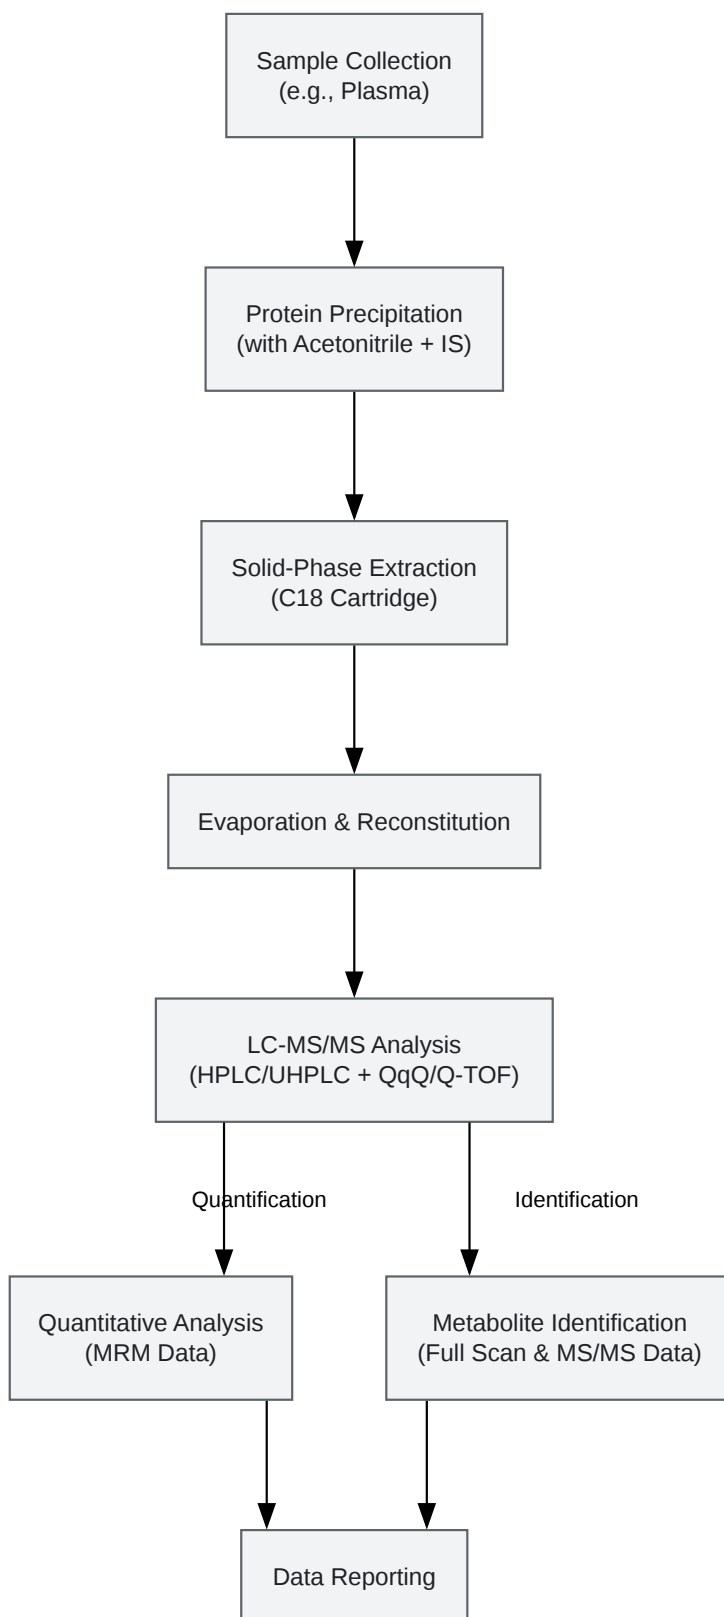 Sample Collection
(e.g., Plasma)
Protein Precipitation
(with Acetonitrile + IS)
Solid-Phase Extraction
(C18 Cartridge)
Evaporation & Reconstitution
LC-MS/MS Analysis
(HPLC/UHPLC + QqQ/Q-TOF)
Quantification
Identification
Quantitative Analysis
(MRM Data)
Metabolite Identification
(Full Scan & MS/MS Data)
Data Reporting